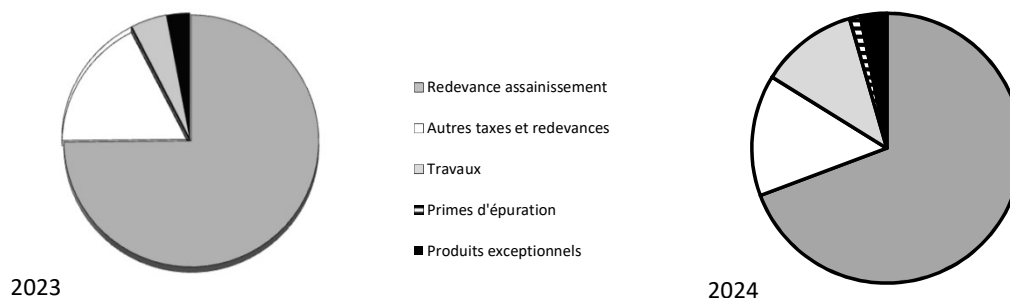 Redevance assainissement
Autres taxes et redevances
Travaux
Primes d'épuration
Produits exceptionnels
2023
2024